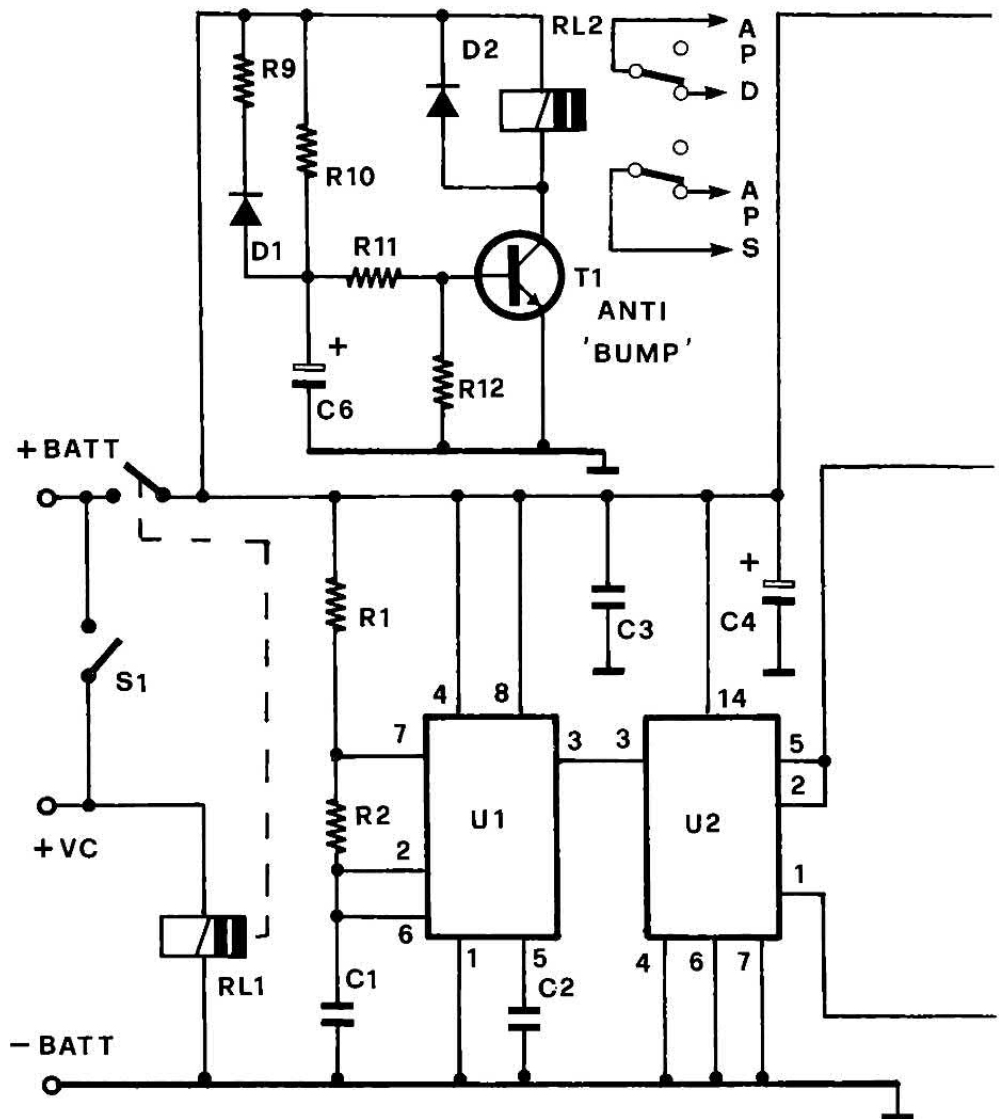 RL2
A
P
D
R9
D2
R10
A
P
S
D1
R11
T1
ANTI
'BUMP'
+
C6
R12
+BATT
R1
C3
+
C4
S1
4
8
14
7
3
3
5
2
R2
U1
U2
+VC
2
1
6
1
5
4
6
7
RL1
C1
C2
-BATT